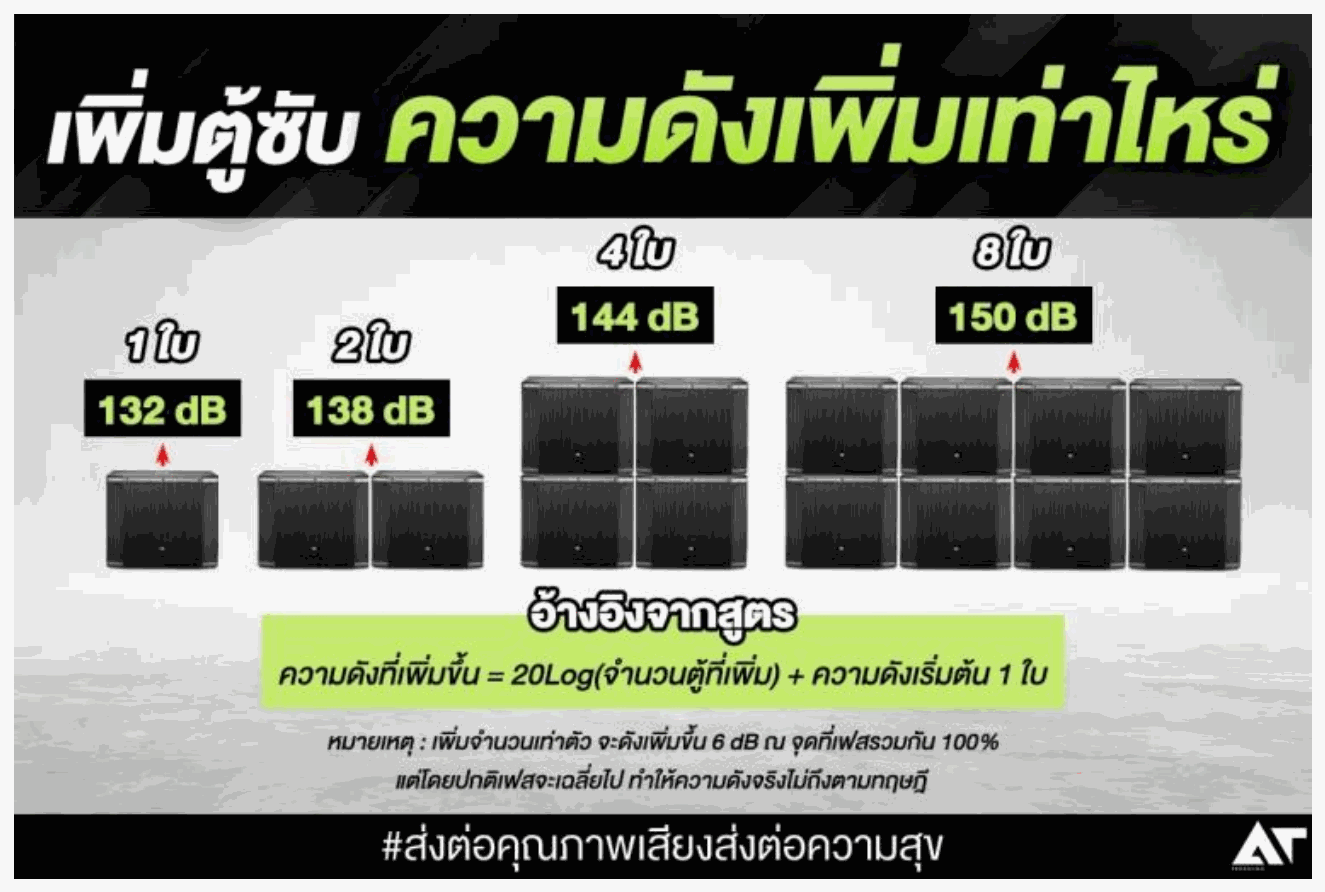 เพิ่มตู้ซับ ความดังเพิ่มเท่าไหร่
1 ใบ
132 dB
2 ใบ
138 dB
4 ใบ
144 dB
8 ใบ
150 dB
อ้างอิงจากสูตร
ความดังที่เพิ่มขึ้น = 20Log(จำนวนตู้ที่เพิ่ม) + ความดังเริ่มต้น 1 ใบ
หมายเหตุ : เพิ่มจำนวนเท่าตัว จะดังเพิ่มขึ้น 6 dB ณ จุดที่เฟสรวมกัน 100%
แต่โดยปกติเฟสจะเฉลี่ยไป ทำให้ความดังจริงไม่ถึงตามทฤษฎี
#ส่งต่อคุณภาพเสียงส่งต่อความสุข
AT